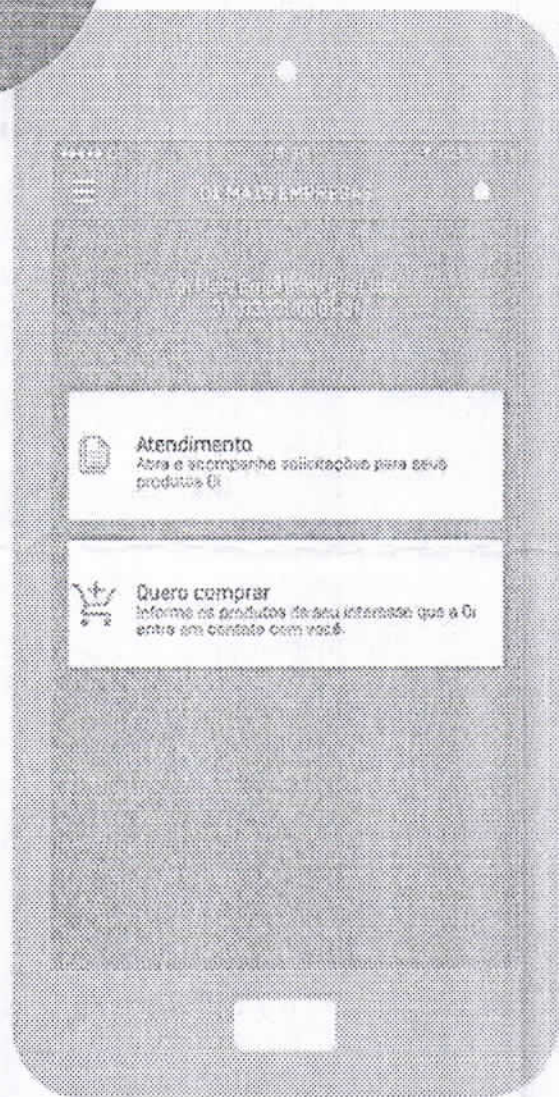 OI MAIS EMPRESAS
Atendimento
Abra e acompanhe solicitações para seus
produtos Oi
Quero comprar
Informe os produtos de seu interesse que a Oi
entra em contato com você.